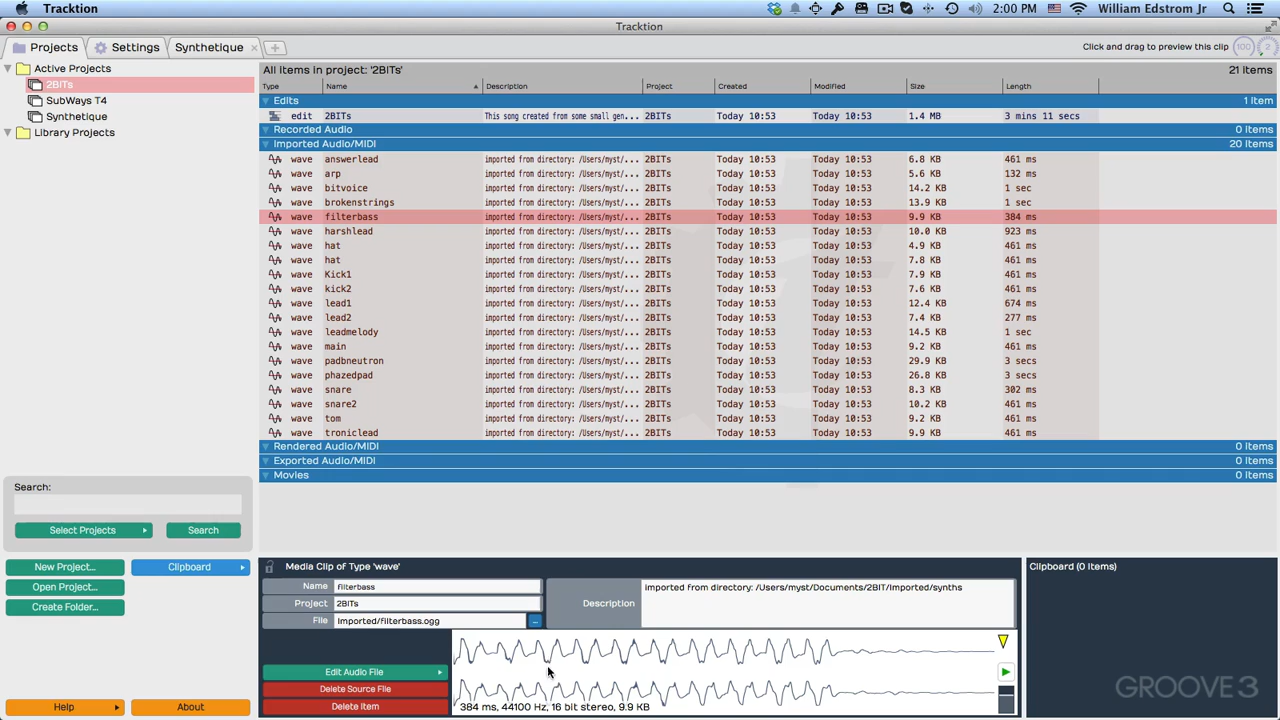 Tracktion 2:00 PM William Edstrom Jr
Tracktion
Projects Settings Synthetique Click and drag to preview this clip 100 2
Active Projects
2BITs
SubWays T4
Synthetique
Library Projects
All items in project: '2BITs' 21 Items
Type Name Description Project Created Modified Size Length
Edits 1 Item
edit 2BITs This song created from some small gen... 2BITs Today 10:53 Today 10:53 1.4 MB 3 mins 11 secs
Recorded Audio 0 Items
Imported Audio/MIDI 20 Items
wave answerlead imported from directory: /Users/myst/... 2BITs Today 10:53 Today 10:53 6.8 KB 461 ms
wave arp imported from directory: /Users/myst/... 2BITs Today 10:53 Today 10:53 5.6 KB 132 ms
wave bitvoice imported from directory: /Users/myst/... 2BITs Today 10:53 Today 10:53 14.2 KB 1 sec
wave brokenstrings imported from directory: /Users/myst/... 2BITs Today 10:53 Today 10:53 13.9 KB 1 sec
wave filterbass imported from directory: /Users/myst/... 2BITs Today 10:53 Today 10:53 9.9 KB 384 ms
wave harshlead imported from directory: /Users/myst/... 2BITs Today 10:53 Today 10:53 10.0 KB 923 ms
wave hat imported from directory: /Users/myst/... 2BITs Today 10:53 Today 10:53 4.9 KB 461 ms
wave hat imported from directory: /Users/myst/... 2BITs Today 10:53 Today 10:53 7.8 KB 461 ms
wave Kick1 imported from directory: /Users/myst/... 2BITs Today 10:53 Today 10:53 7.9 KB 461 ms
wave kick2 imported from directory: /Users/myst/... 2BITs Today 10:53 Today 10:53 7.6 KB 461 ms
wave lead1 imported from directory: /Users/myst/... 2BITs Today 10:53 Today 10:53 12.4 KB 674 ms
wave lead2 imported from directory: /Users/myst/... 2BITs Today 10:53 Today 10:53 7.4 KB 277 ms
wave leadmelody imported from directory: /Users/myst/... 2BITs Today 10:53 Today 10:53 14.5 KB 1 sec
wave main imported from directory: /Users/myst/... 2BITs Today 10:53 Today 10:53 9.2 KB 461 ms
wave padbneutron imported from directory: /Users/myst/... 2BITs Today 10:53 Today 10:53 29.9 KB 3 secs
wave phazedpad imported from directory: /Users/myst/... 2BITs Today 10:53 Today 10:53 26.8 KB 3 secs
wave snare imported from directory: /Users/myst/... 2BITs Today 10:53 Today 10:53 8.3 KB 302 ms
wave snare2 imported from directory: /Users/myst/... 2BITs Today 10:53 Today 10:53 10.2 KB 461 ms
wave tom imported from directory: /Users/myst/... 2BITs Today 10:53 Today 10:53 9.2 KB 461 ms
wave troniclead imported from directory: /Users/myst/... 2BITs Today 10:53 Today 10:53 9.9 KB 461 ms
Rendered Audio/MIDI 0 Items
Exported Audio/MIDI 0 Items
Movies 0 Items
Search:
Select Projects Search
New Project... Clipboard
Open Project...
Create Folder...
Help About
Media Clip of Type 'wave'
Name filterbass
Project 2BITs
File Imported/filterbass.ogg ...
Description imported from directory: /Users/myst/Documents/2BIT/Imported/synths
Edit Audio File
Delete Source File
Delete Item
384 ms, 44100 Hz, 16 bit stereo, 9.9 KB
Clipboard (0 Items)
GROOVE 3